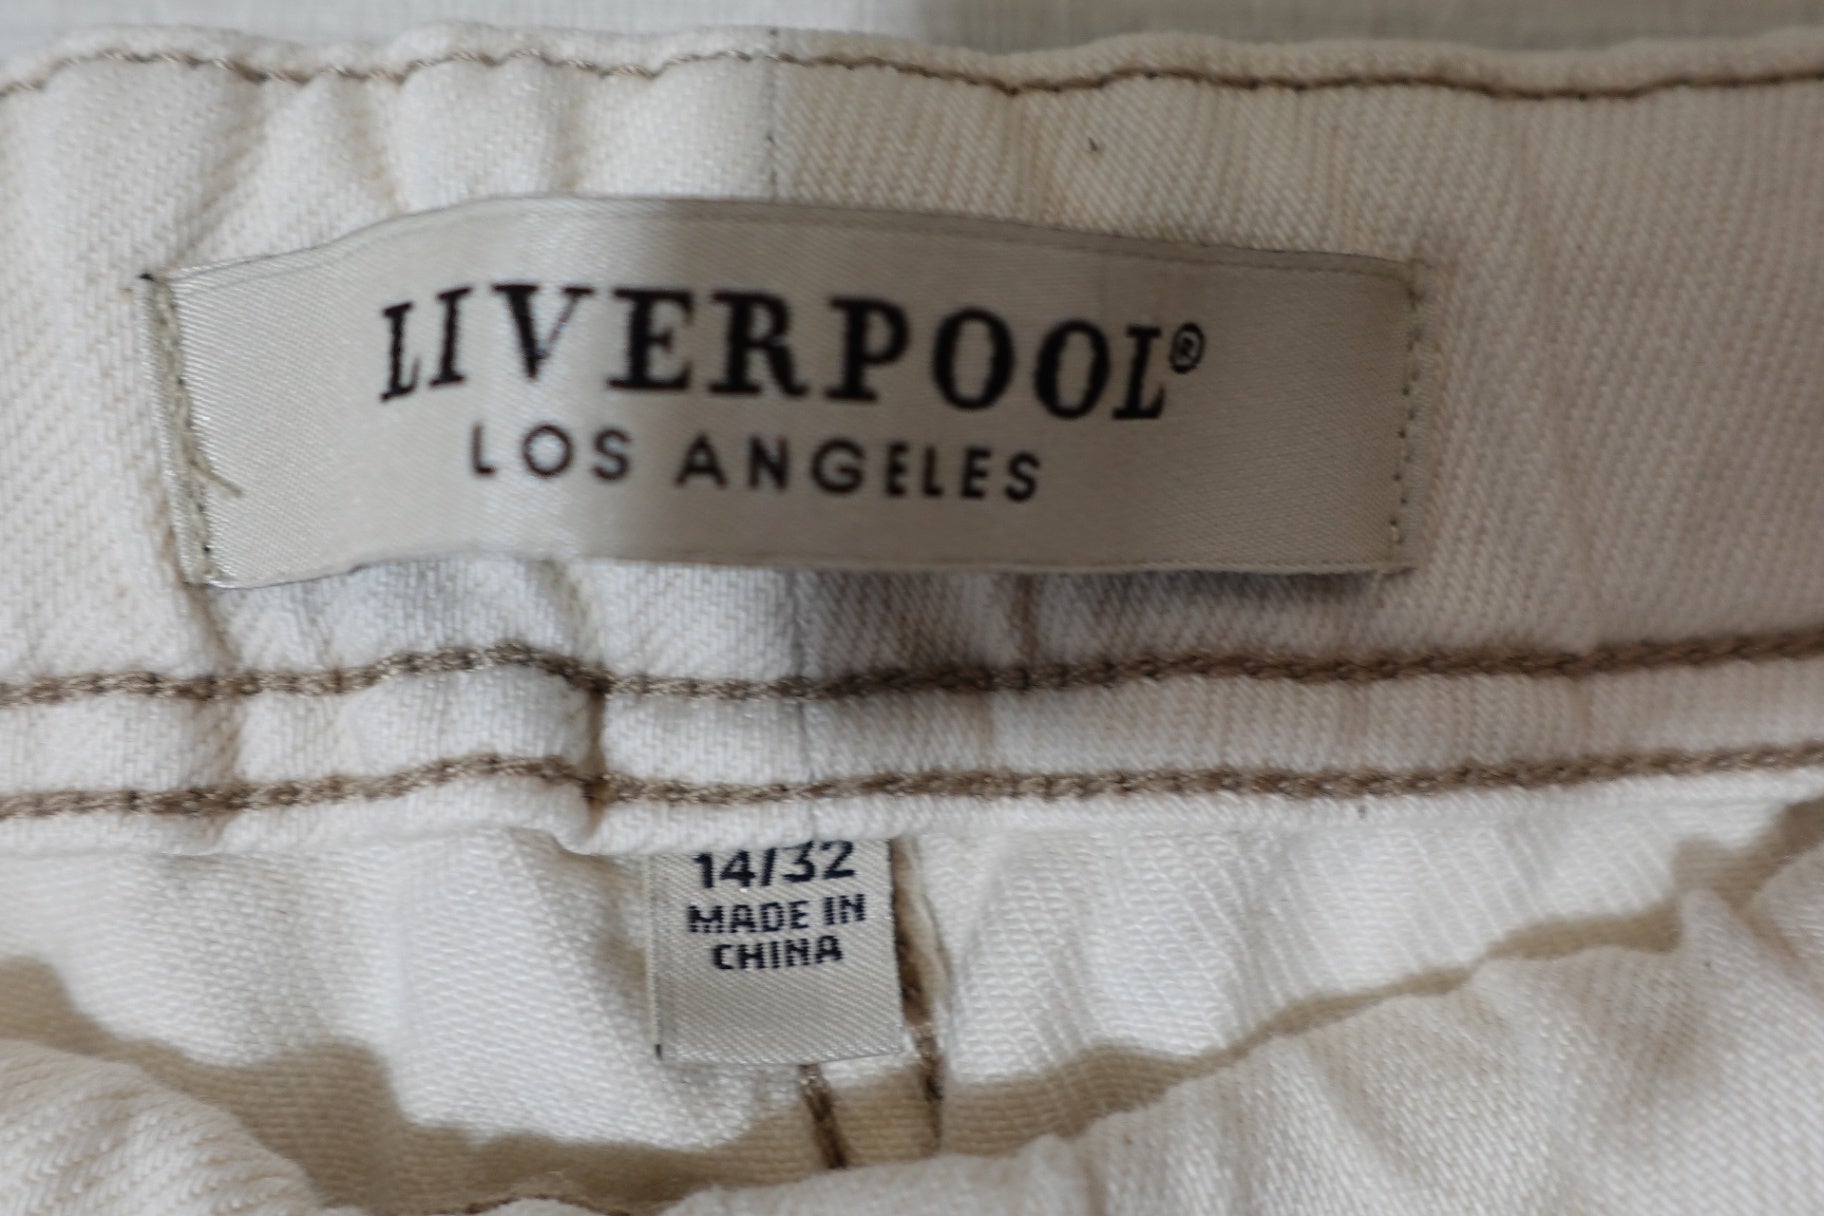 LIVERPOOL®
LOS ANGELES
14/32
MADE IN
CHINA